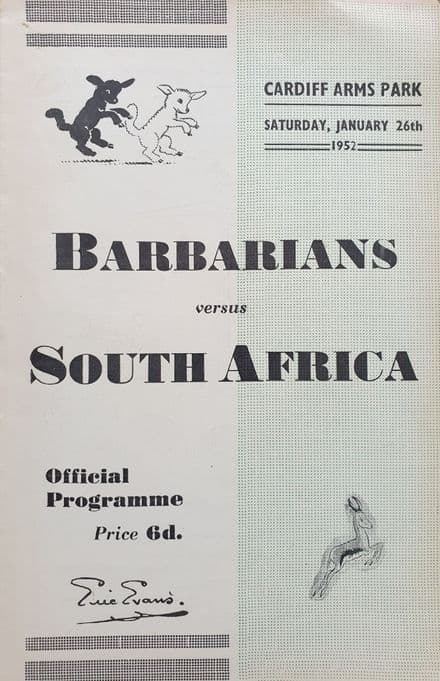 CARDIFF ARMS PARK
SATURDAY, JANUARY 26th
1952
BARBARIANS
versus
SOUTH AFRICA
Official
Programme
Price 6d.
Eric Evans.